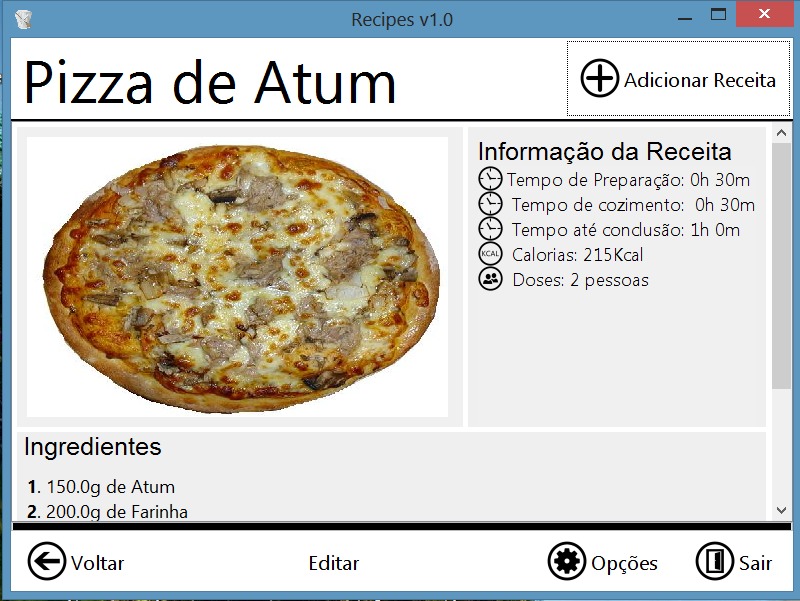 Recipes v1.0
Pizza de Atum
Adicionar Receita
Informação da Receita
Tempo de Preparação: 0h 30m
Tempo de cozimento: 0h 30m
Tempo até conclusão: 1h 0m
KCAL Calorias: 215Kcal
Doses: 2 pessoas
Ingredientes
1. 150.0g de Atum
2. 200.0g de Farinha
Voltar
Editar
Opções
Sair